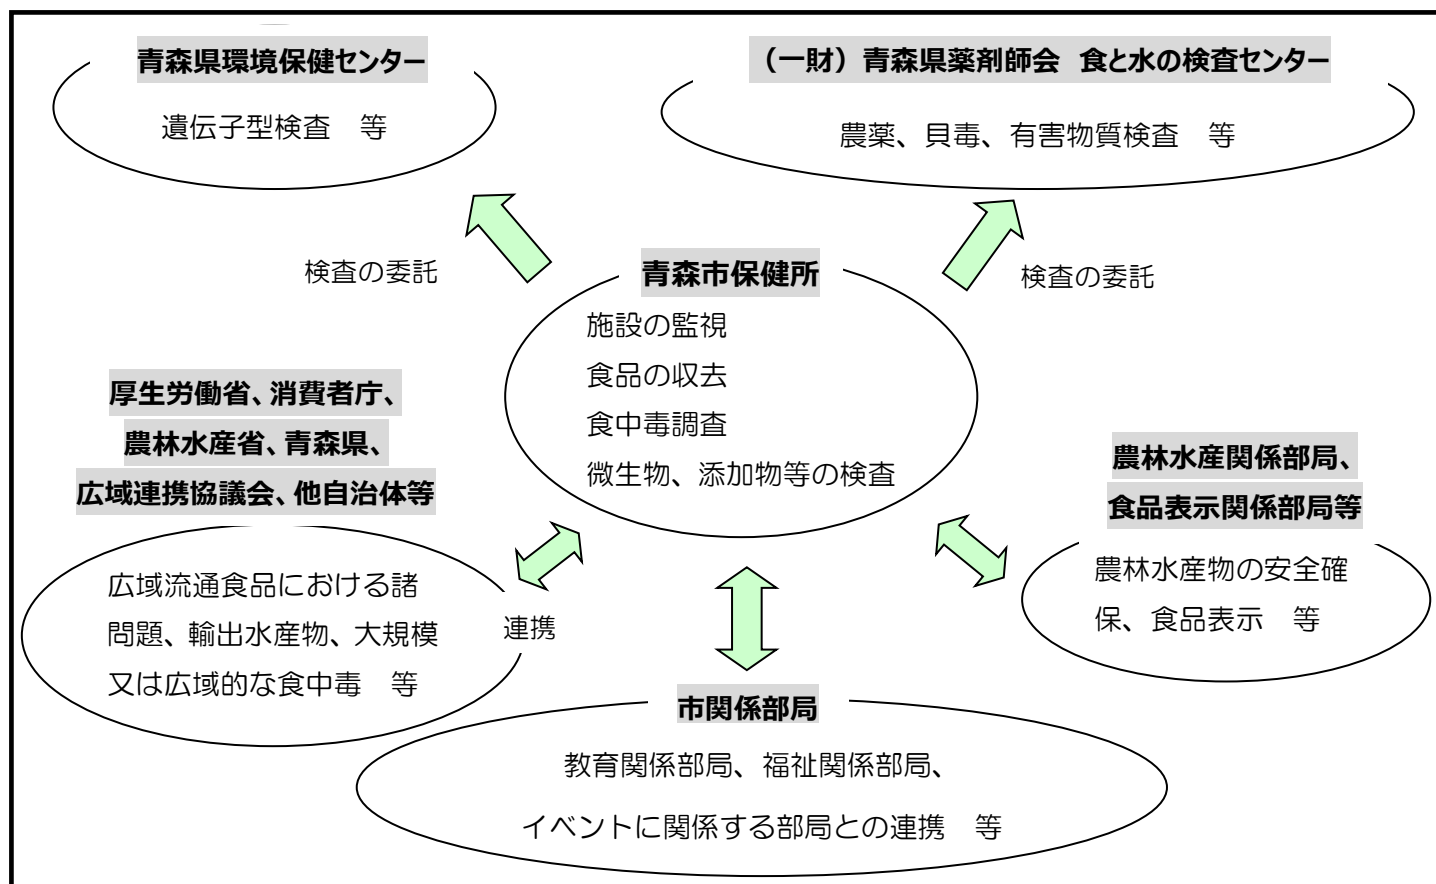 青森県環境保健センター
遺伝子型検査　等
（一財）青森県薬剤師会 食と水の検査センター
農薬、貝毒、有害物質検査　等
検査の委託
検査の委託
青森市保健所
施設の監視
食品の収去
食中毒調査
微生物、添加物等の検査
厚生労働省、消費者庁、
農林水産省、青森県、
広域連携協議会、他自治体等
広域流通食品における諸
問題、輸出水産物、大規模
又は広域的な食中毒　等
連携
農林水産関係部局、
食品表示関係部局等
農林水産物の安全確
保、食品表示　等
市関係部局
教育関係部局、福祉関係部局、
イベントに関係する部局との連携　等